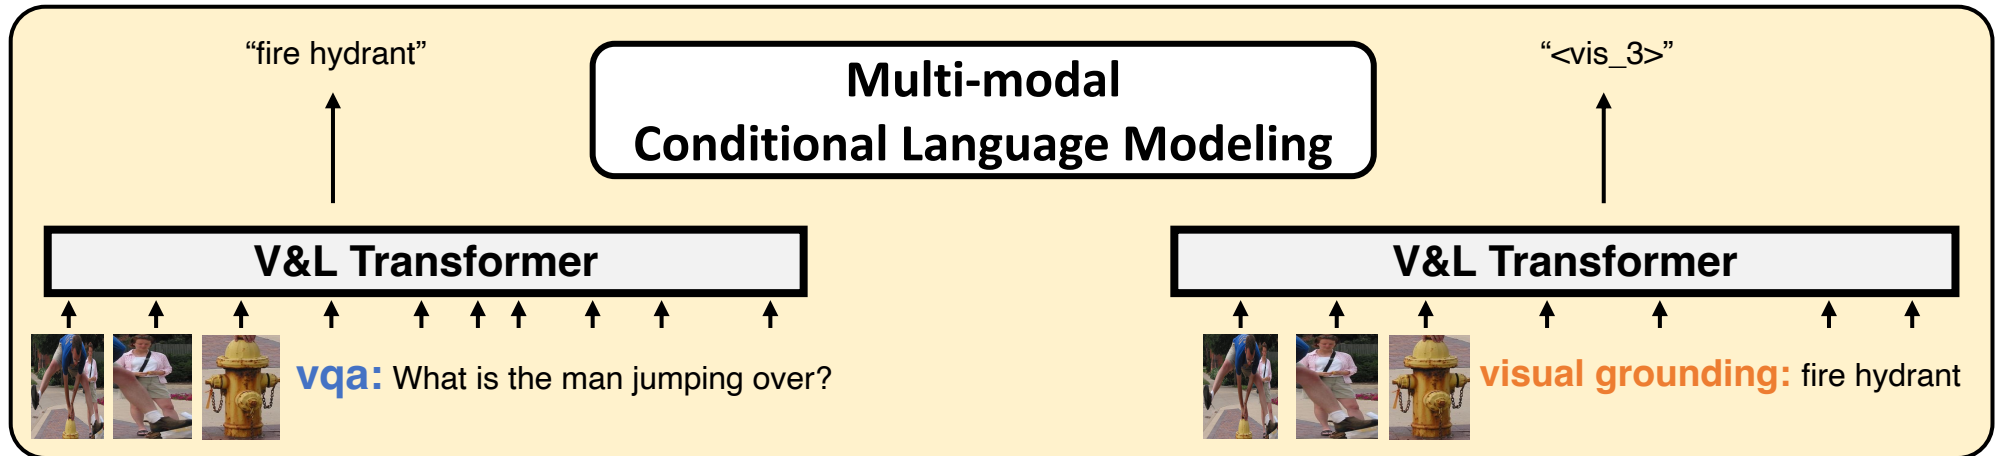 “fire hydrant”
Multi-modal
Conditional Language Modeling
“<vis_3>”
V&L Transformer
V&L Transformer
vqa: What is the man jumping over?
visual grounding: fire hydrant